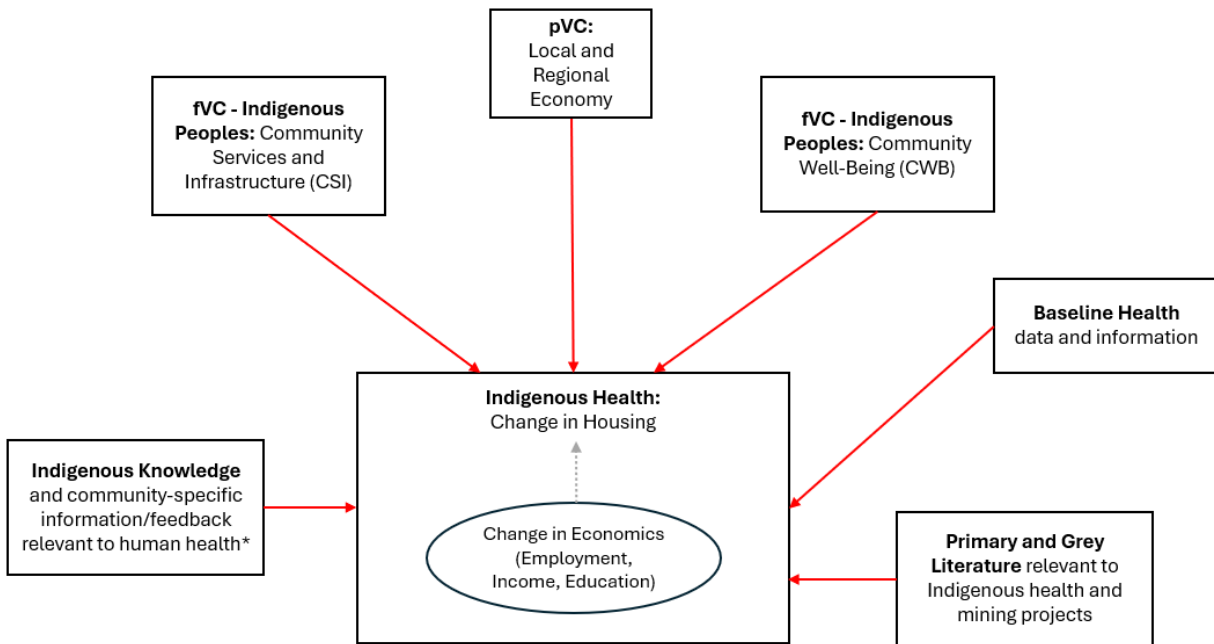 pVC:
Local and
Regional
Economy
fVC - Indigenous
Peoples: Community
Services and
Infrastructure (CSI)
fVC - Indigenous
Peoples: Community
Well-Being (CWB)
Baseline Health
data and information
Indigenous Health:
Change in Housing
Indigenous Knowledge
and community-specific
information/feedback
relevant to human health*
Change in Economics
(Employment,
Income, Education)
Primary and Grey
Literature relevant to
Indigenous health and
mining projects